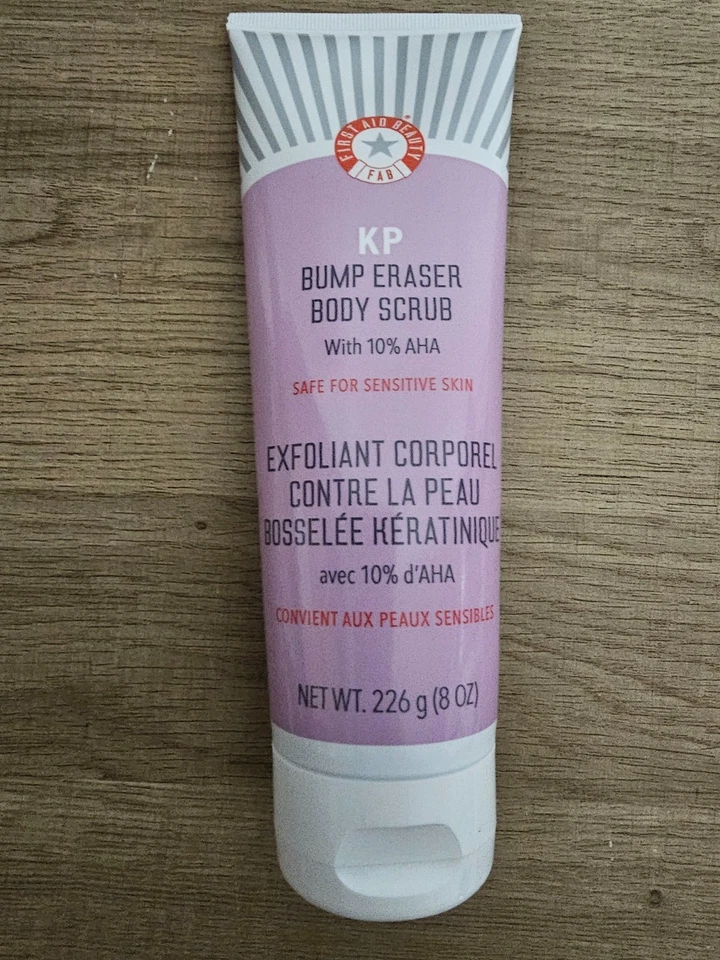 FIRST AID BEAUTY
FAB
KP
BUMP ERASER
BODY SCRUB
With 10% AHA
SAFE FOR SENSITIVE SKIN
EXFOLIANT CORPOREL
CONTRE LA PEAU
BOSSELÉE KÉRATINIQUE
avec 10% d'AHA
CONVIENT AUX PEAUX SENSIBLES
NET WT. 226 g (8 OZ)